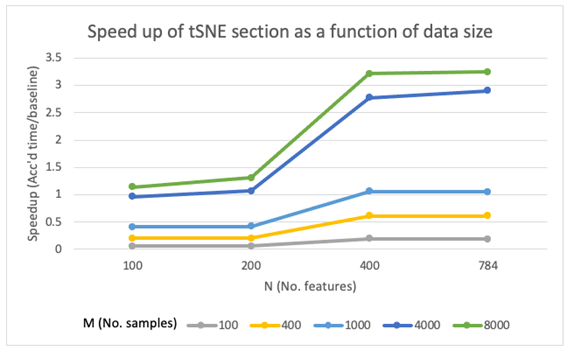 Speed up of tSNE section as a function of data size
Speedup (Acc'd time/baseline)
3.5
3
2.5
2
1.5
1
0.5
0
100 200 400 784
N (No. features)
M (No. samples) 100 400 1000 4000 8000